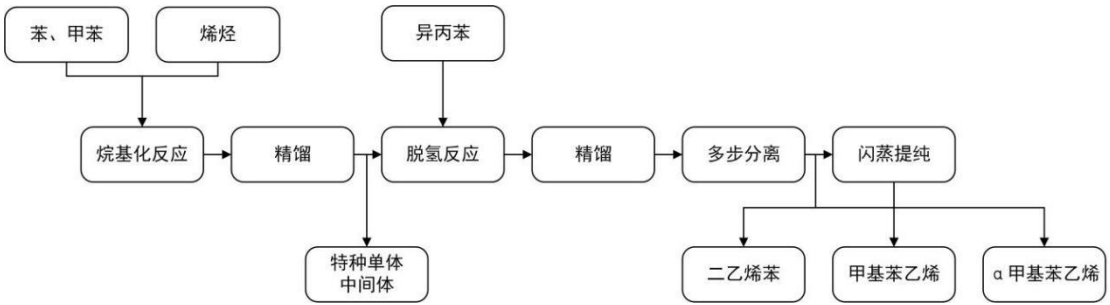 苯、甲苯
烯烃
异丙苯
烷基化反应
精馏
脱氢反应
精馏
多步分离
闪蒸提纯
特种单体
中间体
二乙烯苯
甲基苯乙烯
α甲基苯乙烯